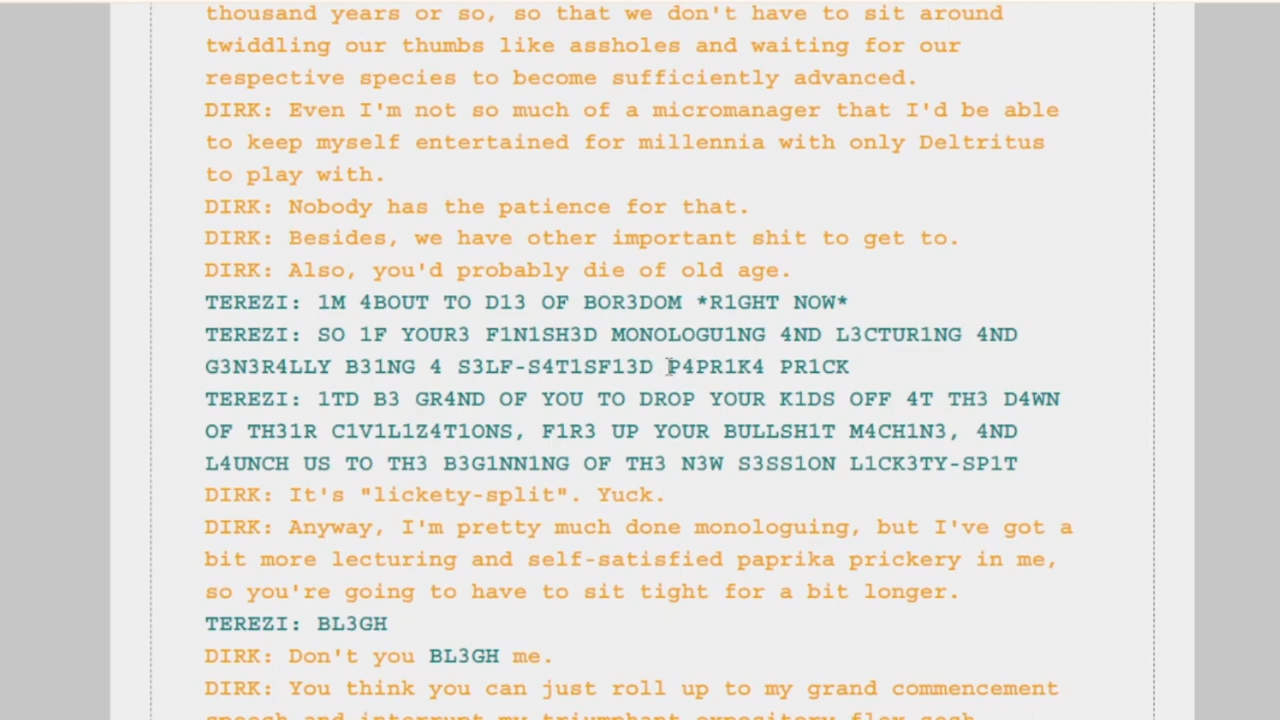 thousand years or so, so that we don't have to sit around
twiddling our thumbs like assholes and waiting for our
respective species to become sufficiently advanced.
DIRK: Even I'm not so much of a micromanager that I'd be able
to keep myself entertained for millennia with only Deltritus
to play with.
DIRK: Nobody has the patience for that.
DIRK: Besides, we have other important shit to get to.
DIRK: Also, you'd probably die of old age.
TEREZI: 1M 4BOUT TO D13 OF BOR3DOM *R1GHT NOW*
TEREZI: SO 1F YOUR3 F1N1SH3D MONOLOGU1NG 4ND L3CTUR1NG 4ND
G3N3R4LLY B31NG 4 S3LF-S4T1SF13D P4PR1K4 PR1CK
TEREZI: 1TD B3 GR4ND OF YOU TO DROP YOUR K1DS OFF 4T TH3 D4WN
OF TH31R C1V1L1Z4T1ONS, F1R3 UP YOUR BULLSH1T M4CH1N3, 4ND
L4UNCH US TO TH3 B3G1NN1NG OF TH3 N3W S3SS1ON L1CK3TY-SP1T
DIRK: It's "lickety-split". Yuck.
DIRK: Anyway, I'm pretty much done monologuing, but I've got a
bit more lecturing and self-satisfied paprika prickery in me,
so you're going to have to sit tight for a bit longer.
TEREZI: BL3GH
DIRK: Don't you BL3GH me.
DIRK: You think you can just roll up to my grand commencement
speech and interrupt my triumphant expository flex sesh